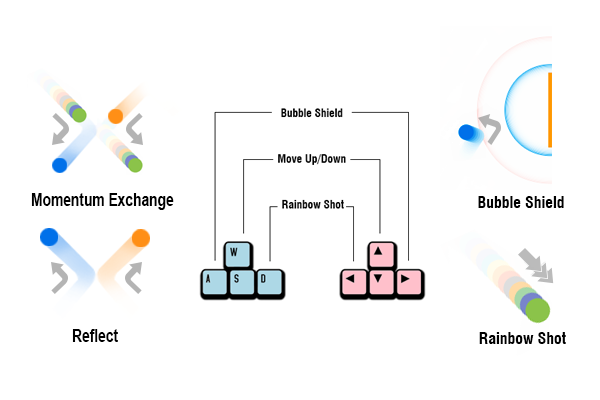 Bubble Shield
Move Up/Down
Rainbow Shot
Momentum Exchange
Bubble Shield
W
A S D
Reflect
Rainbow Shot